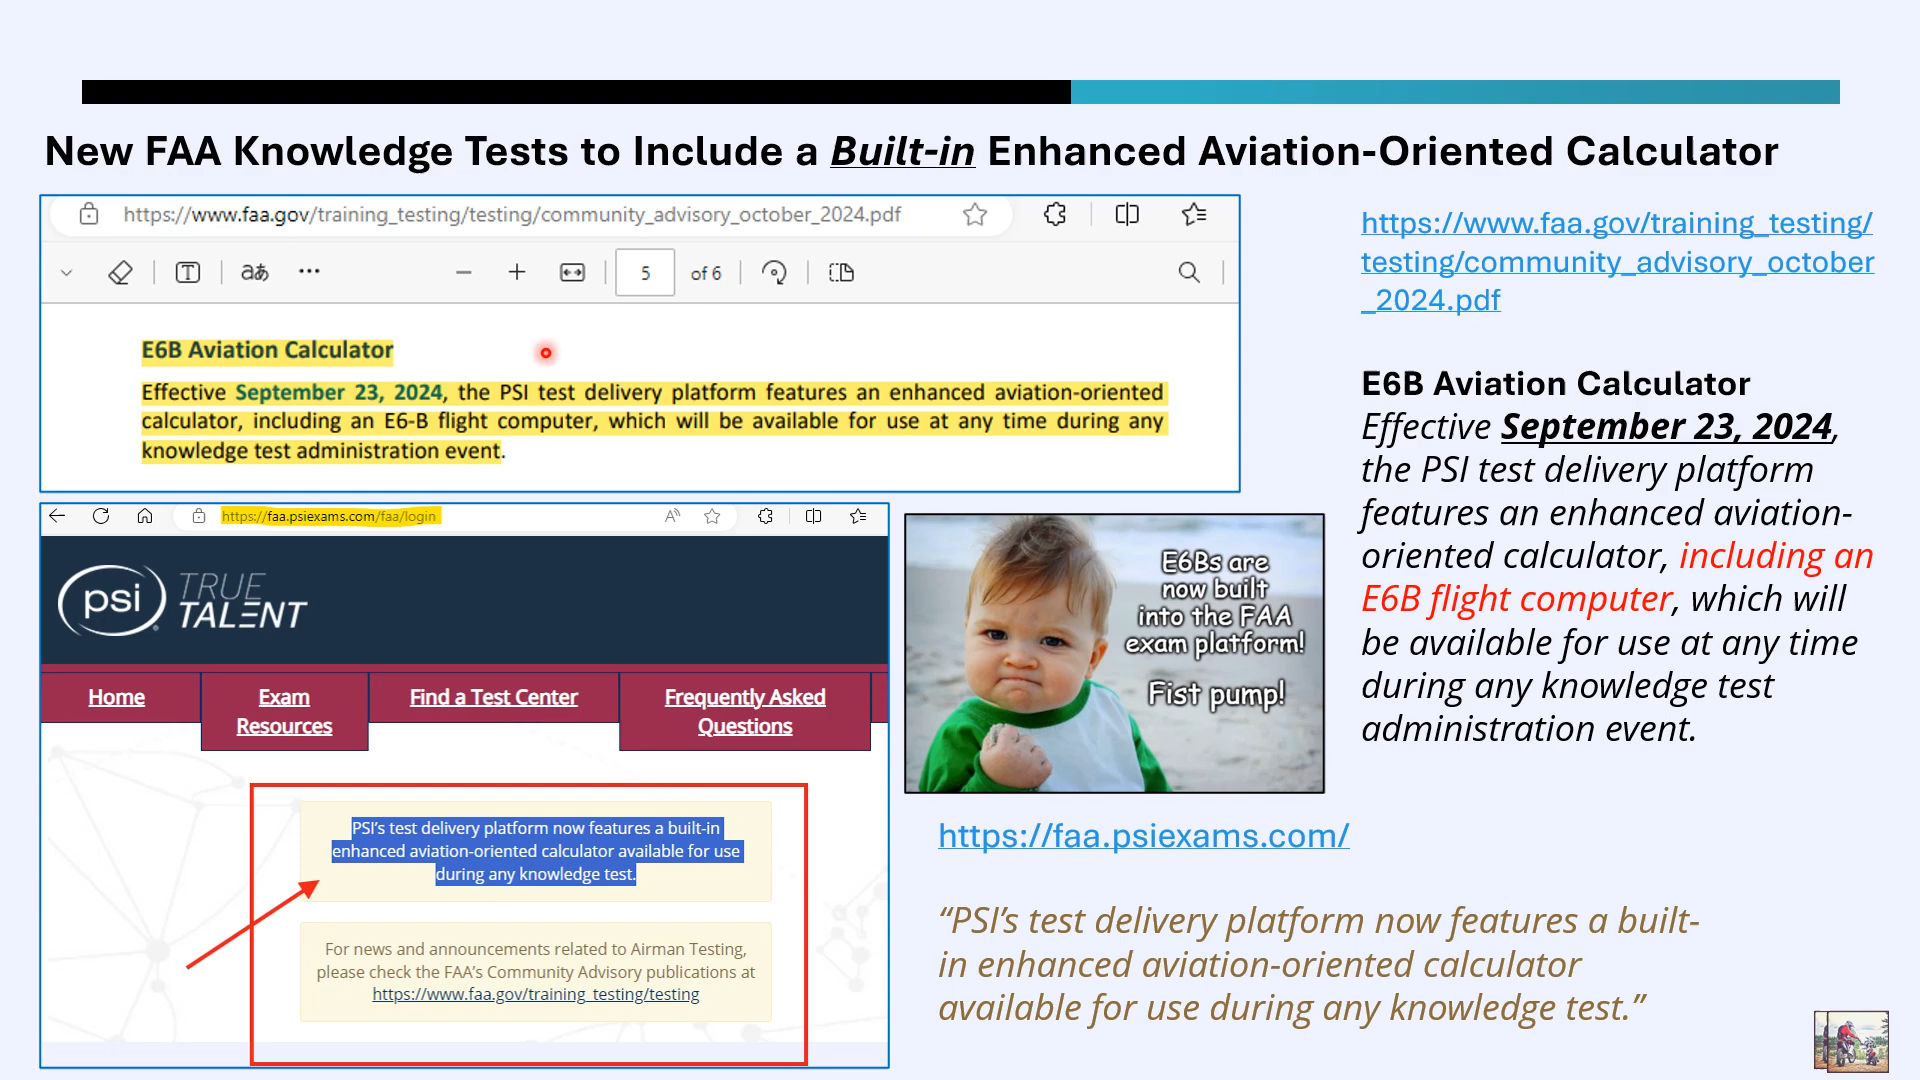 New FAA Knowledge Tests to Include a Built-in Enhanced Aviation-Oriented Calculator
https://www.faa.gov/training_testing/testing/community_advisory_october_2024.pdf
aあ
5
of 6
E6B Aviation Calculator
Effective September 23, 2024, the PSI test delivery platform features an enhanced aviation-oriented
calculator, including an E6-B flight computer, which will be available for use at any time during any
knowledge test administration event.
https://faa.psiexams.com/faa/login
psi TRUE
TALENT
Home
Exam
Resources
Find a Test Center
Frequently Asked
Questions
PSI's test delivery platform now features a built-in
enhanced aviation-oriented calculator available for use
during any knowledge test.
For news and announcements related to Airman Testing,
please check the FAA's Community Advisory publications at
https://www.faa.gov/training_testing/testing
E6Bs are
now built
into the FAA
exam platform!
Fist pump!
https://www.faa.gov/training_testing/
testing/community_advisory_october
_2024.pdf
E6B Aviation Calculator
Effective September 23, 2024,
the PSI test delivery platform
features an enhanced aviation-
oriented calculator, including an
E6B flight computer, which will
be available for use at any time
during any knowledge test
administration event.
https://faa.psiexams.com/
“PSI’s test delivery platform now features a built-
in enhanced aviation-oriented calculator
available for use during any knowledge test.”